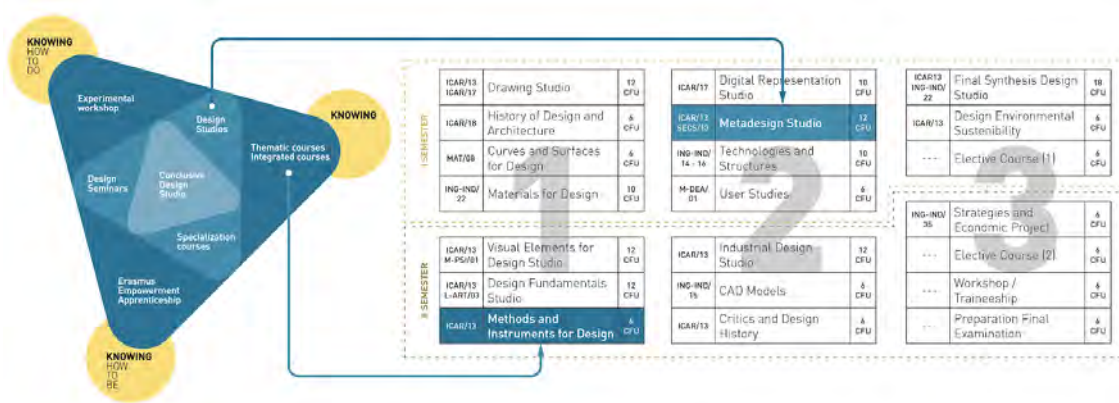 KNOWING
HOW
TO
DO
Experimental
workshop
Design
Studios
KNOWING
Thematic courses
Integrated courses
Design
Seminars
Conclusive
Design
Studio
Specialization
courses
Erasmus
Empowerment
Apprenticeship
KNOWING
HOW
TO
BE
I SEMESTER
II SEMESTER
1
ICAR/13
ICAR/17
Drawing Studio
12
CFU
ICAR/18
History of Design and
Architecture
6
CFU
MAT/08
Curves and Surfaces
for Design
6
CFU
ING-IND/
22
Materials for Design
10
CFU
ICAR/13
M-PSI/01
Visual Elements for
Design Studio
12
CFU
ICAR/13
L-ART/03
Design Fundamentals
Studio
12
CFU
ICAR/13
Methods and
Instruments for Design
6
CFU
2
ICAR/17
Digital Representation
Studio
10
CFU
ICAR/13
SECS/13
Metadesign Studio
12
CFU
ING-IND/
14 - 16
Technologies and
Structures
10
CFU
M-DEA/
01
User Studies
6
CFU
ICAR/13
Industrial Design
Studio
12
CFU
ING-IND/
15
CAD Models
6
CFU
ICAR/13
Critics and Design
History
6
CFU
3
ICAR13
ING-IND/
22
Final Synthesis Design
Studio
18
CFU
ICAR/13
Design Environmental
Sustenibility
6
CFU
---
Elective Course (1)
6
CFU
ING-IND/
35
Strategies and
Economic Project
6
CFU
---
Elective Course (2)
6
CFU
---
Workshop /
Traineeship
6
CFU
---
Preparation Final
Examination
6
CFU